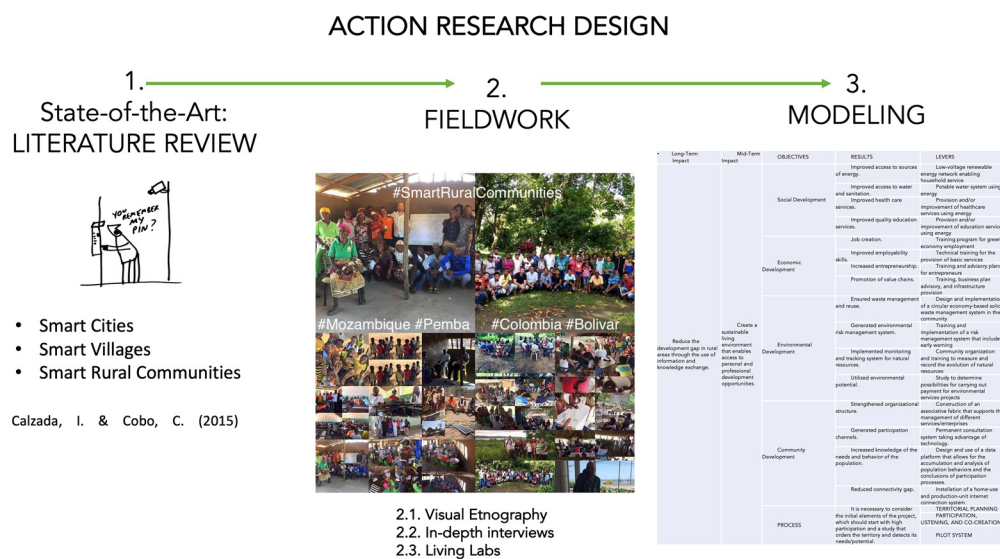 ACTION RESEARCH DESIGN
1.
State-of-the-Art:
LITERATURE REVIEW
YOU
REMEMBER
MY
PIN?
• Smart Cities
• Smart Villages
• Smart Rural Communities
Calzada, I. & Cobo, C. (2015)
2.
FIELDWORK
#SmartRuralCommunities
#Mozambique #Pemba
#Colombia #Bolivar
2.1. Visual Etnography
2.2. In-depth interviews
2.3. Living Labs
3.
MODELING
• Long-Term
Impact
Mid-Term
Impact
OBJECTIVES
RESULTS
LEVERS
Reduce the
development gap in rural
areas through the use of
information and
knowledge exchange.
Create a
sustainable
living
environment
that enables
access to
personal and
professional
development
opportunities.
Social Development
Improved access to sources
of energy.
Low-voltage renewable
energy network enabling
household service
Improved access to water
and sanitation.
Potable water system using
energy
Improved health care
services.
Provision and/or
improvement of healthcare
services using energy
Improved quality education
services.
Provision and/or
improvement of education servic
using energy
Economic
Development
Job creation.
Training program for green
economy employment
Improved employability
skills.
Technical training for
the provision of basic services
Increased entrepreneurship.
Training and advisory plans
for entrepreneurs
Promotion of value chains.
Training, business plan
advisory, and infrastructure
provision
Environmental
Development
Ensured waste management
and reuse.
Design and implementation
of a circular economy-based solid
waste management system in the
community
Generated environmental
risk management system.
Training and
implementation of a risk
management system that include
early warning
Implemented monitoring
and tracking system for natural
resources.
Community organization
and training to measure and
record the evolution of natural
resources
Utilized environmental
potential.
Study to determine
possibilities for carrying out
payment for environmental
services projects
Community
Development
Strengthened organizational
structure.
Construction of an
associative fabric that supports th
management of different
services/enterprises
Generated participation
channels.
Permanent consultation
system taking advantage of
technology.
Increased knowledge of the
needs and behavior of the
population.
Design and use of a data
platform that allows for the
accumulation and analysis of
population behaviors and the
conclusions of participation
processes.
Reduced connectivity gap.
Installation of a home-use
and production-unit internet
connection system.
PROCESS
It is necessary to consider
the initial elements of the project,
which should start with high
participation and a study that
orders the territory and detects its
needs/potential.
TERRITORIAL PLANNING
PARTICIPATION,
LISTENING, AND CO-CREATION
PILOT SYSTEM